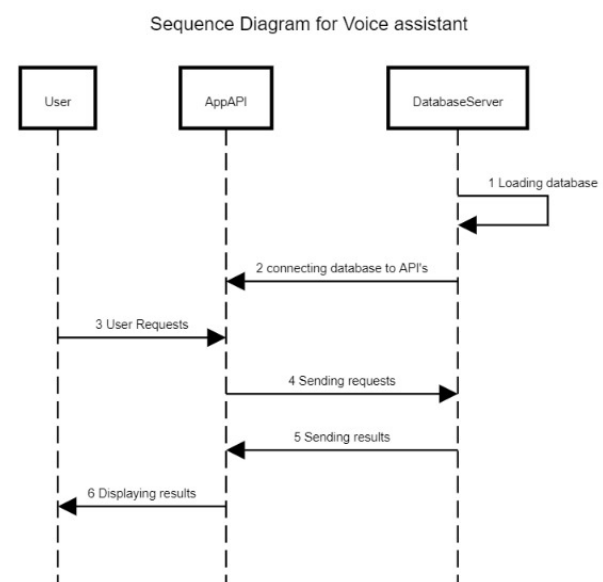 Sequence Diagram for Voice assistant
User
AppAPI
DatabaseServer
1 Loading database
2 connecting database to API's
3 User Requests
4 Sending requests
5 Sending results
6 Displaying results